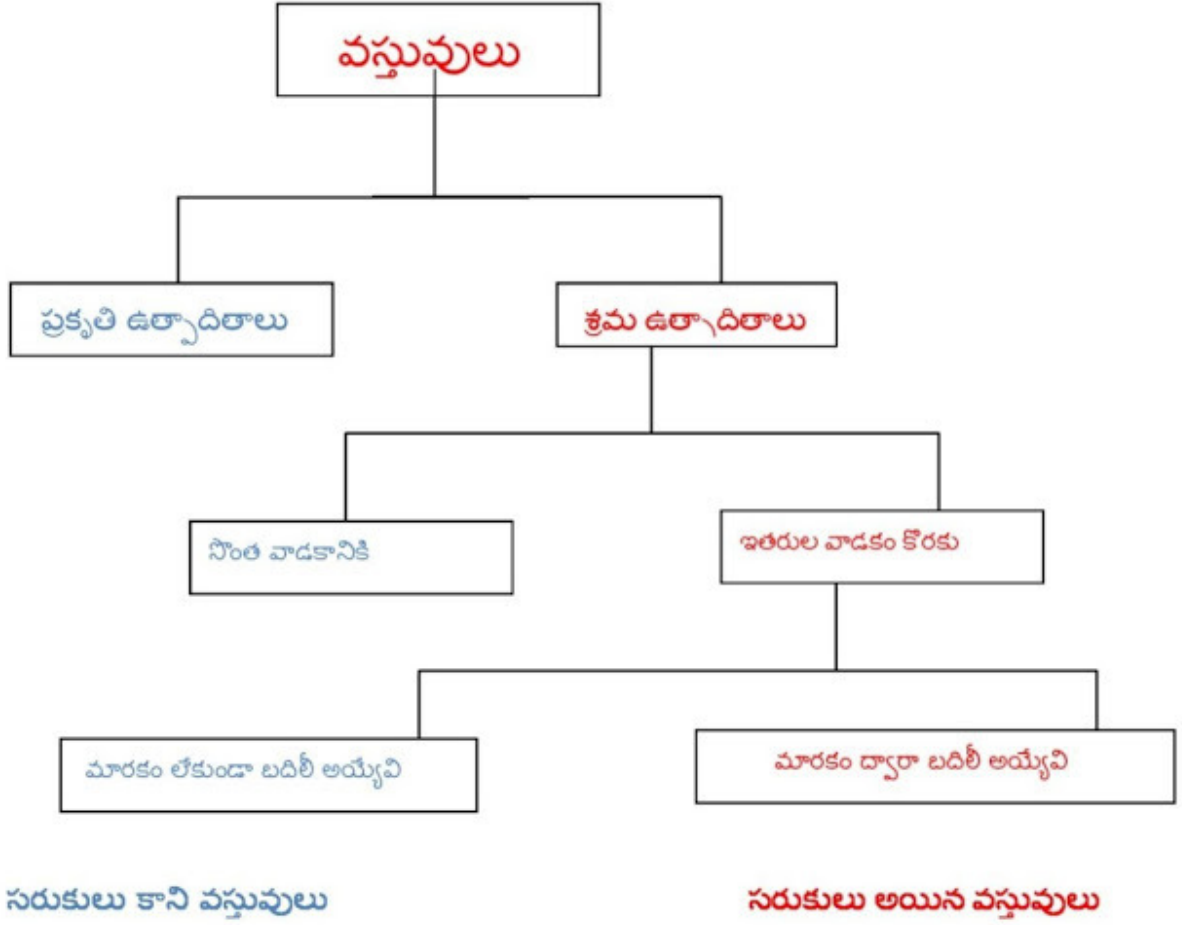 వస్తువులు
ప్రకృతి ఉత్పాదితాలు
శ్రమ ఉత్పాదితాలు
సొంత వాడకానికి
ఇతరుల వాడకం కొరకు
మారకం లేకుండా బదిలీ అయ్యేవి
మారకం ద్వారా బదిలీ అయ్యేవి
సరుకులు కాని వస్తువులు
సరుకులు అయిన వస్తువులు